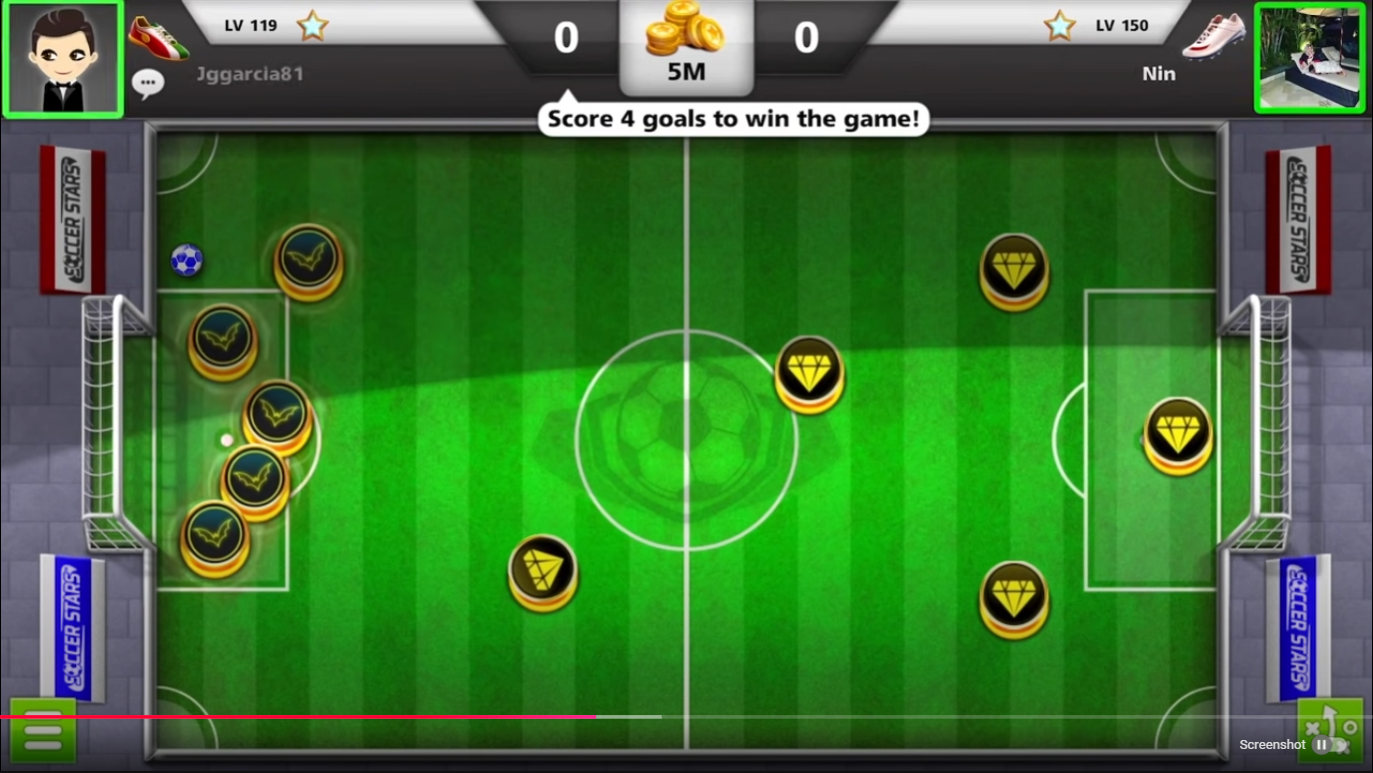 LV 119
0
5M
0
LV 150
Jggarcia81
Nin
Score 4 goals to win the game!
SOCCER STARS
SOCCER STARS
SOCCER STARS
SOCCER STARS
Screenshot